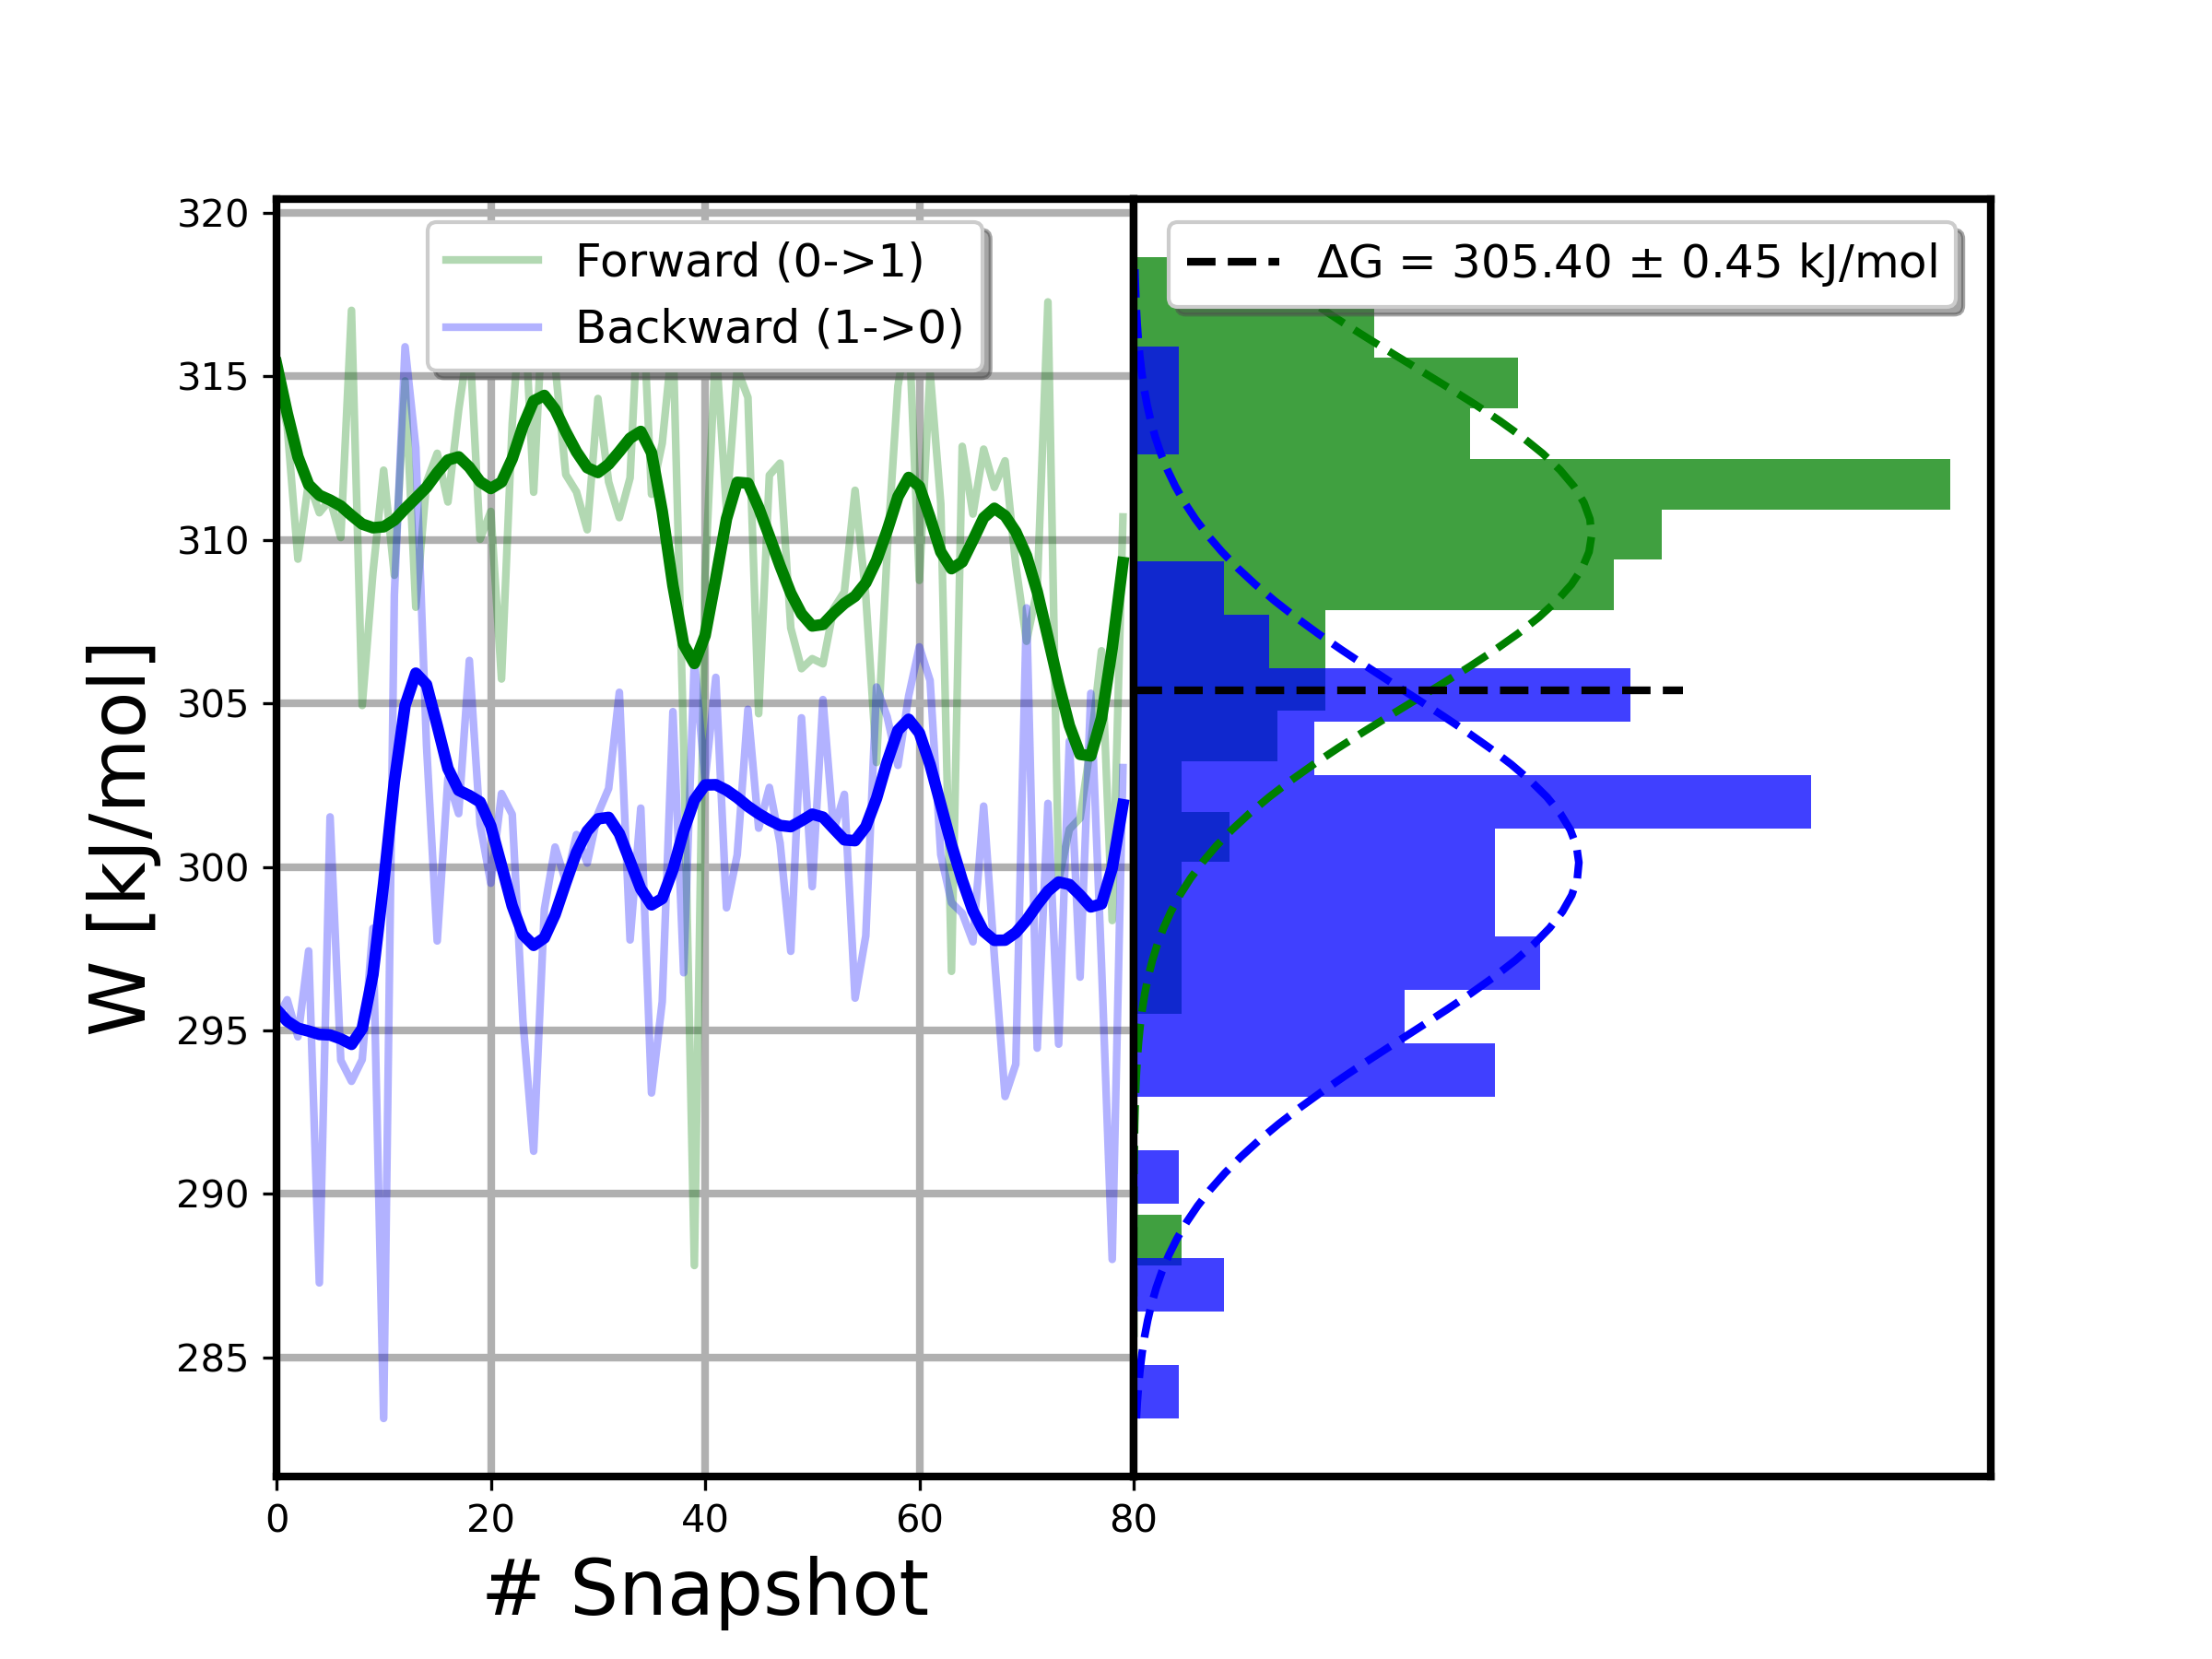 320
315
310
305
300
295
290
285
W [kJ/mol]
Forward (0->1)
Backward (1->0)
ΔG = 305.40 ± 0.45 kJ/mol
0
20
40
60
80
# Snapshot